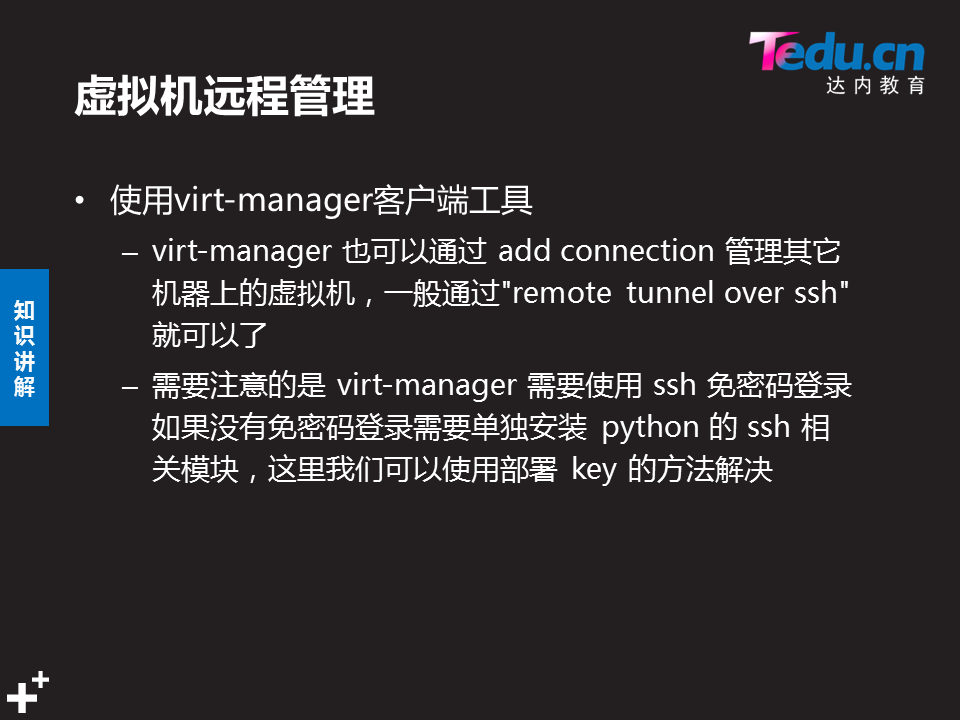 Tedu.cn
达内教育
虚拟机远程管理
• 使用virt-manager客户端工具
– virt-manager 也可以通过 add connection 管理其它
机器上的虚拟机，一般通过"remote tunnel over ssh"
就可以了
– 需要注意的是 virt-manager 需要使用 ssh 免密码登录
如果没有免密码登录需要单独安装 python 的 ssh 相
关模块，这里我们可以使用部署 key 的方法解决
知
识
讲
解